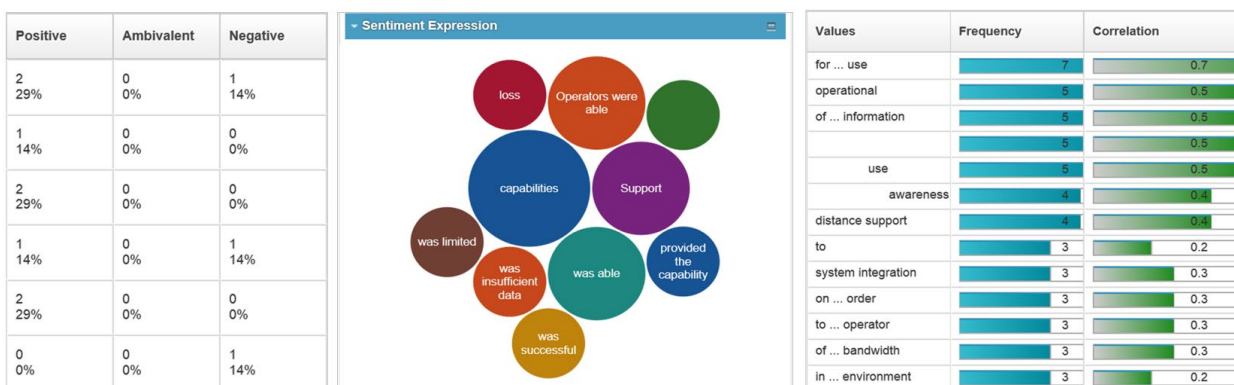 Positive Ambivalent Negative
2 0 1
29% 0% 14%
1 0 0
14% 0% 0%
2 0 0
29% 0% 0%
1 0 1
14% 0% 14%
2 0 0
29% 0% 0%
0 0 1
0% 0% 14%
Sentiment Expression
loss
Operators were
able
capabilities
Support
was limited
was
insufficient
data
was able
provided
the
capability
was
successful
Values Frequency Correlation
for ... use 7 0.7
operational 5 0.5
of ... information 5 0.5
5 0.5
use 5 0.5
awareness 4 0.4
distance support 4 0.4
to 3 0.2
system integration 3 0.3
on ... order 3 0.3
to ... operator 3 0.3
of ... bandwidth 3 0.3
in ... environment 3 0.2